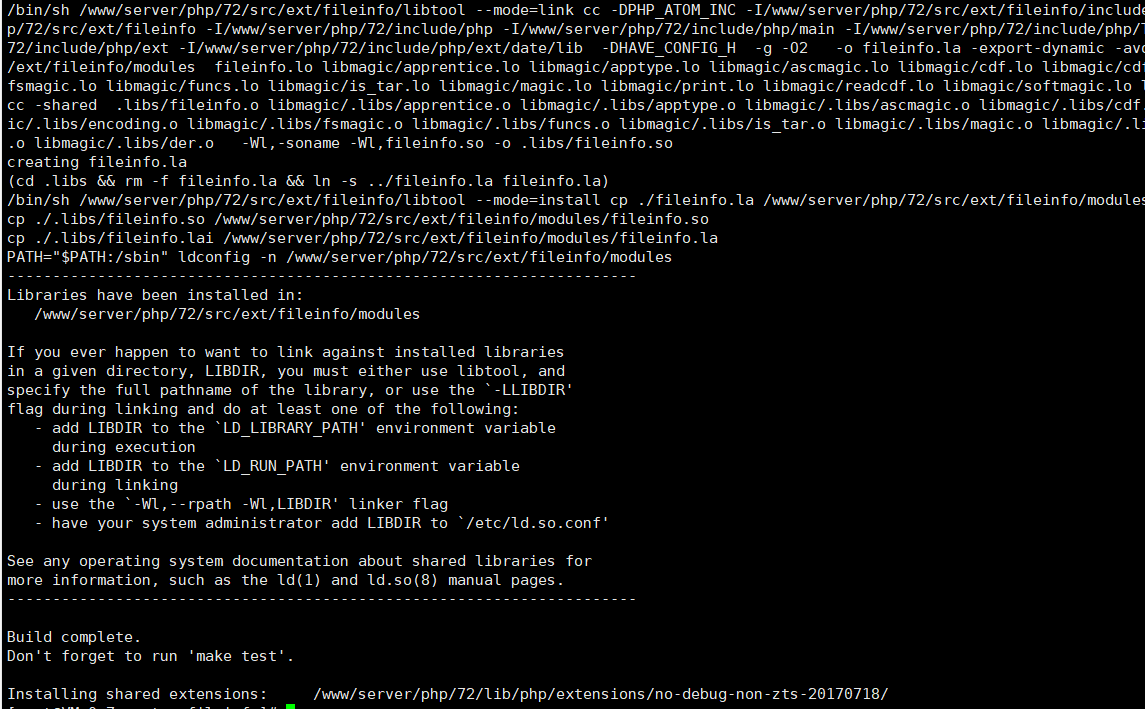 /bin/sh /www/server/php/72/src/ext/fileinfo/libtool --mode=link cc -DPHP_ATOM_INC -I/www/server/php/72/src/ext/fileinfo/include
p/72/src/ext/fileinfo -I/www/server/php/72/include/php -I/www/server/php/72/include/php/main -I/www/server/php/72/include/php/
72/include/php/ext -I/www/server/php/72/include/php/ext/date/lib  -DHAVE_CONFIG_H  -g -O2   -o fileinfo.la -export-dynamic -avo
/ext/fileinfo/modules  fileinfo.lo libmagic/apprentice.lo libmagic/apptype.lo libmagic/ascmagic.lo libmagic/cdf.lo libmagic/cdf
fsmagic.lo libmagic/funcs.lo libmagic/is_tar.lo libmagic/magic.lo libmagic/print.lo libmagic/readcdf.lo libmagic/softmagic.lo
cc -shared  .libs/fileinfo.o libmagic/.libs/apprentice.o libmagic/.libs/apptype.o libmagic/.libs/ascmagic.o libmagic/.libs/cdf.
ic/.libs/encoding.o libmagic/.libs/fsmagic.o libmagic/.libs/funcs.o libmagic/.libs/is_tar.o libmagic/.libs/magic.o libmagic/.li
.o libmagic/.libs/der.o   -Wl,-soname -Wl,fileinfo.so -o .libs/fileinfo.so
creating fileinfo.la
(cd .libs && rm -f fileinfo.la && ln -s ../fileinfo.la fileinfo.la)
/bin/sh /www/server/php/72/src/ext/fileinfo/libtool --mode=install cp ./fileinfo.la /www/server/php/72/src/ext/fileinfo/modules
cp ./.libs/fileinfo.so /www/server/php/72/src/ext/fileinfo/modules/fileinfo.so
cp ./.libs/fileinfo.lai /www/server/php/72/src/ext/fileinfo/modules/fileinfo.la
PATH="$PATH:/sbin" ldconfig -n /www/server/php/72/src/ext/fileinfo/modules
----------------------------------------------------------------------
Libraries have been installed in:
   /www/server/php/72/src/ext/fileinfo/modules

If you ever happen to want to link against installed libraries
in a given directory, LIBDIR, you must either use libtool, and
specify the full pathname of the library, or use the `-LLIBDIR'
flag during linking and do at least one of the following:
   - add LIBDIR to the `LD_LIBRARY_PATH' environment variable
     during execution
   - add LIBDIR to the `LD_RUN_PATH' environment variable
     during linking
   - use the `-Wl,--rpath -Wl,LIBDIR' linker flag
   - have your system administrator add LIBDIR to `/etc/ld.so.conf'

See any operating system documentation about shared libraries for
more information, such as the ld(1) and ld.so(8) manual pages.
----------------------------------------------------------------------

Build complete.
Don't forget to run 'make test'.

Installing shared extensions:     /www/server/php/72/lib/php/extensions/no-debug-non-zts-20170718/